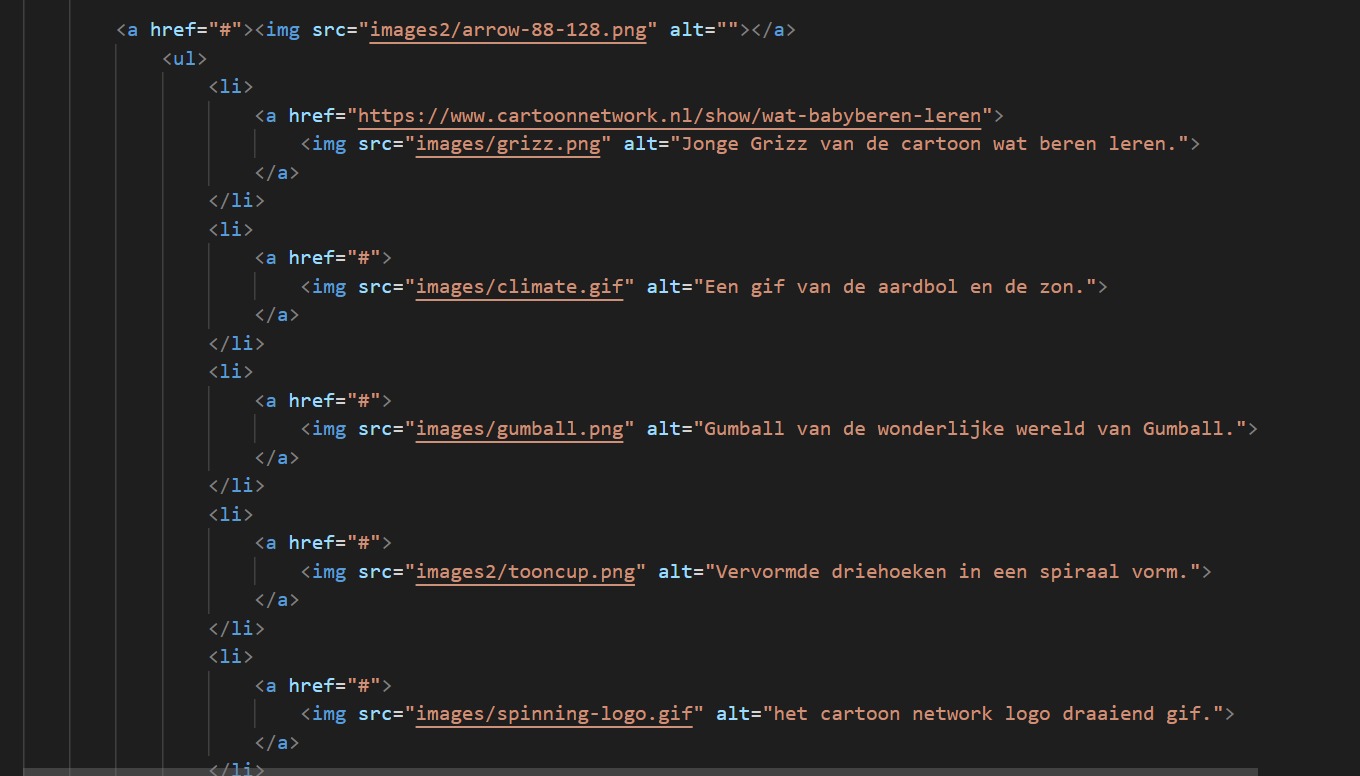 <a href="#"><img src="images2/arrow-88-128.png" alt=""></a>
<ul>
<li>
<a href="https://www.cartoonnetwork.nl/show/wat-babyberen-leren">
<img src="images/grizz.png" alt="Jonge Grizz van de cartoon wat beren leren.">
</a>
</li>
<li>
<a href="#">
<img src="images/climate.gif" alt="Een gif van de aardbol en de zon.">
</a>
</li>
<li>
<a href="#">
<img src="images/gumball.png" alt="Gumball van de wonderlijke wereld van Gumball.">
</a>
</li>
<li>
<a href="#">
<img src="images2/tooncup.png" alt="Vervormde driehoeken in een spiraal vorm.">
</a>
</li>
<li>
<a href="#">
<img src="images/spinning-logo.gif" alt="het cartoon network logo draaiend gif.">
</a>
</li>